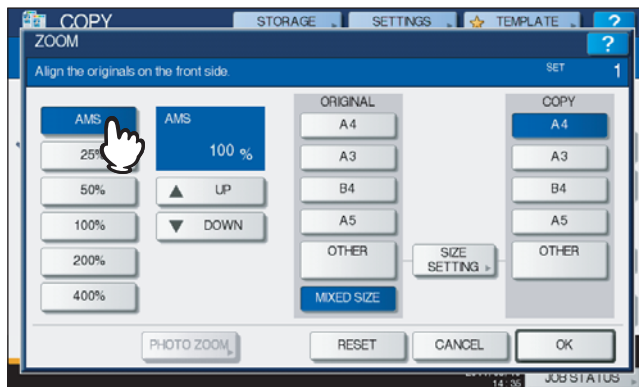 COPY STORAGE SETTINGS TEMPLATE ?
ZOOM ?
Align the originals on the front side. SET 1
ORIGINAL COPY
AMS AMS A4 A4
25% 100 % A3 A3
50% UP B4 B4
100% DOWN A5 A5
200% OTHER SIZE SETTING OTHER
400% MIXED SIZE
PHOTO ZOOM RESET CANCEL OK
14:36 JOB STATUS